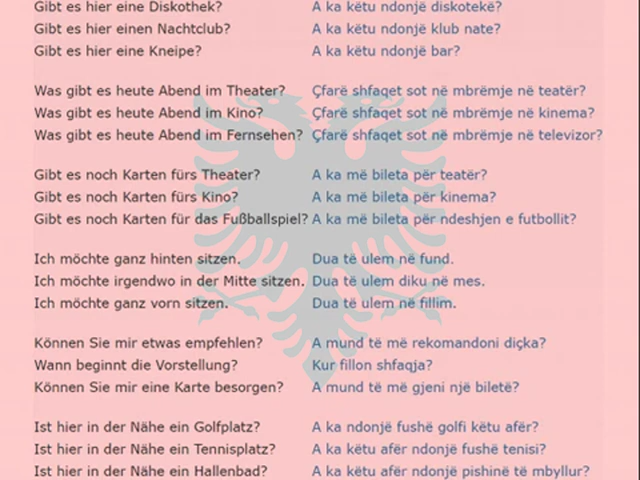 Gibt es hier eine Diskothek? A ka këtu ndonjë diskotekë?
Gibt es hier einen Nachtclub? A ka këtu ndonjë klub nate?
Gibt es hier eine Kneipe? A ka këtu ndonjë bar?
Was gibt es heute Abend im Theater? Çfarë shfaqet sot në mbrëmje në teatër?
Was gibt es heute Abend im Kino? Çfarë shfaqet sot në mbrëmje në kinema?
Was gibt es heute Abend im Fernsehen? Çfarë shfaqet sot në mbrëmje në televizor?
Gibt es noch Karten fürs Theater? A ka më bileta për teatër?
Gibt es noch Karten fürs Kino? A ka më bileta për kinema?
Gibt es noch Karten für das Fußballspiel? A ka më bileta për ndeshjen e futbollit?
Ich möchte ganz hinten sitzen. Dua të ulem në fund.
Ich möchte irgendwo in der Mitte sitzen. Dua të ulem diku në mes.
Ich möchte ganz vorn sitzen. Dua të ulem në fillim.
Können Sie mir etwas empfehlen? A mund të më rekomandoni diçka?
Wann beginnt die Vorstellung? Kur fillon shfaqja?
Können Sie mir eine Karte besorgen? A mund të më gjeni një biletë?
Ist hier in der Nähe ein Golfplatz? A ka ndonjë fushë golfi këtu afër?
Ist hier in der Nähe ein Tennisplatz? A ka këtu afër ndonjë fushë tenisi?
Ist hier in der Nähe ein Hallenbad? A ka këtu afër ndonjë pishinë të mbyllur?